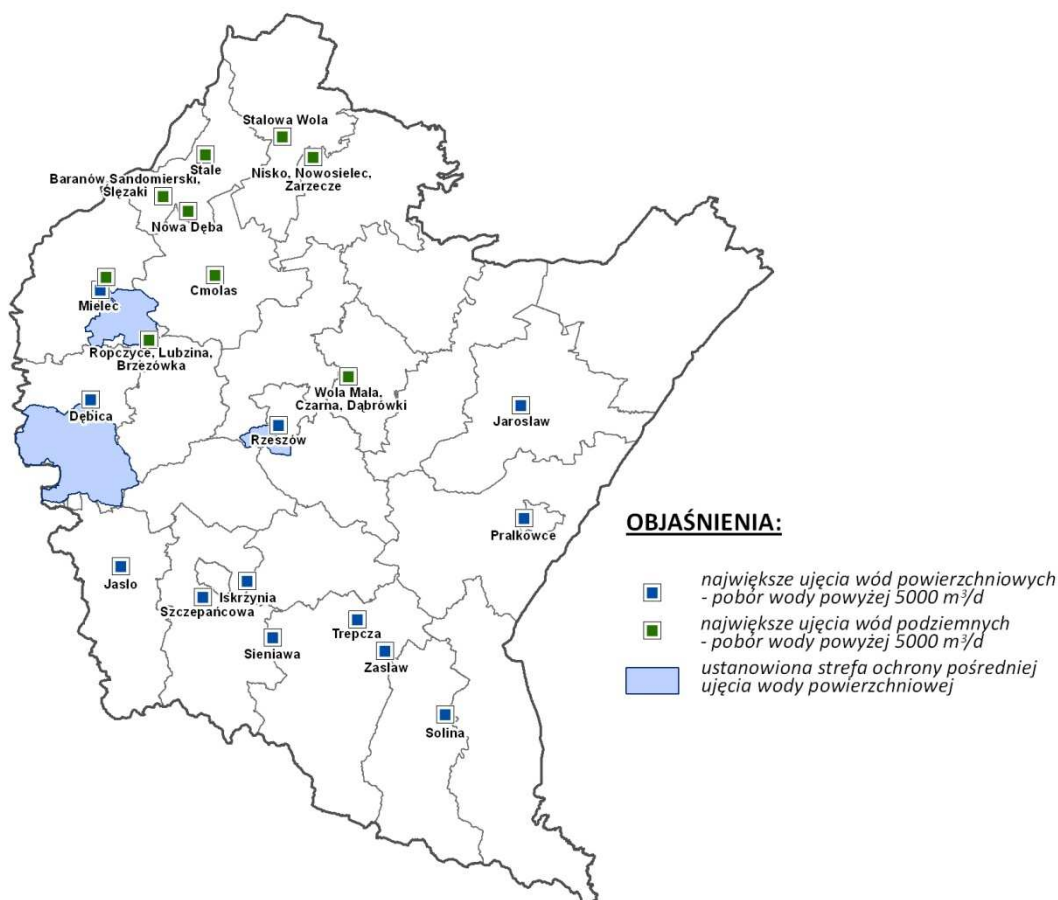 Stalowa Wola
Stale
Nisko, Nowosielec,
Zarzecze
Baranów Sandomierski,
Ślęzaki
Nowa Dęba
Cmolas
Mielec
Ropczyce, Lubzina,
Brzezówka
Dębica
Wola Mała,
Czarna, Dąbrówki
Rzeszów
Jarosław
Prałkowce
Jasło
Iskrzynia
Szczepańcowa
Sieniawa
Trepcza
Zasław
Solina
OBJAŚNIENIA:
największe ujęcia wód powierzchniowych
- pobór wody powyżej 5000 m³/d
największe ujęcia wód podziemnych
- pobór wody powyżej 5000 m³/d
ustanowiona strefa ochrony pośredniej
ujęcia wody powierzchniowej